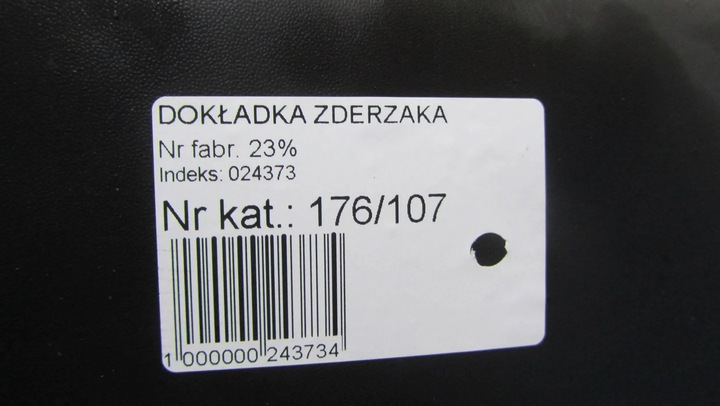 DOKŁADKA ZDERZAKA
Nr fabr. 23%
Indeks: 024373
Nr kat.: 176/107
1 000000 243734